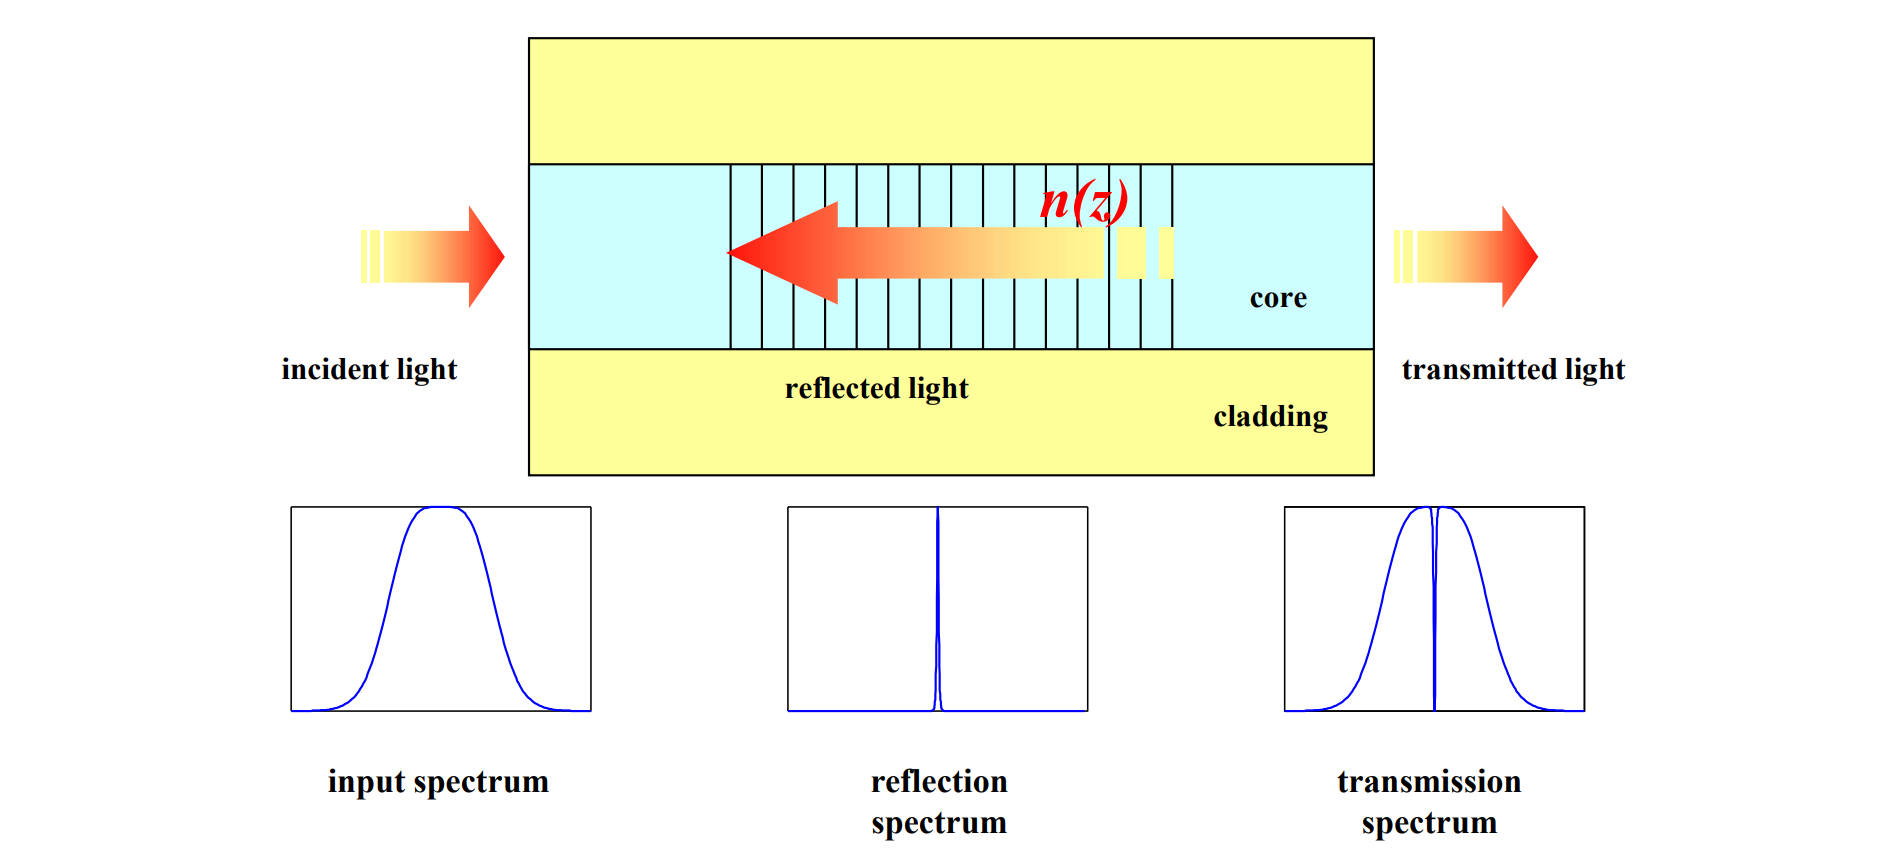 n(z)
core
incident light
reflected light
transmitted light
cladding
input spectrum
reflection
spectrum
transmission
spectrum